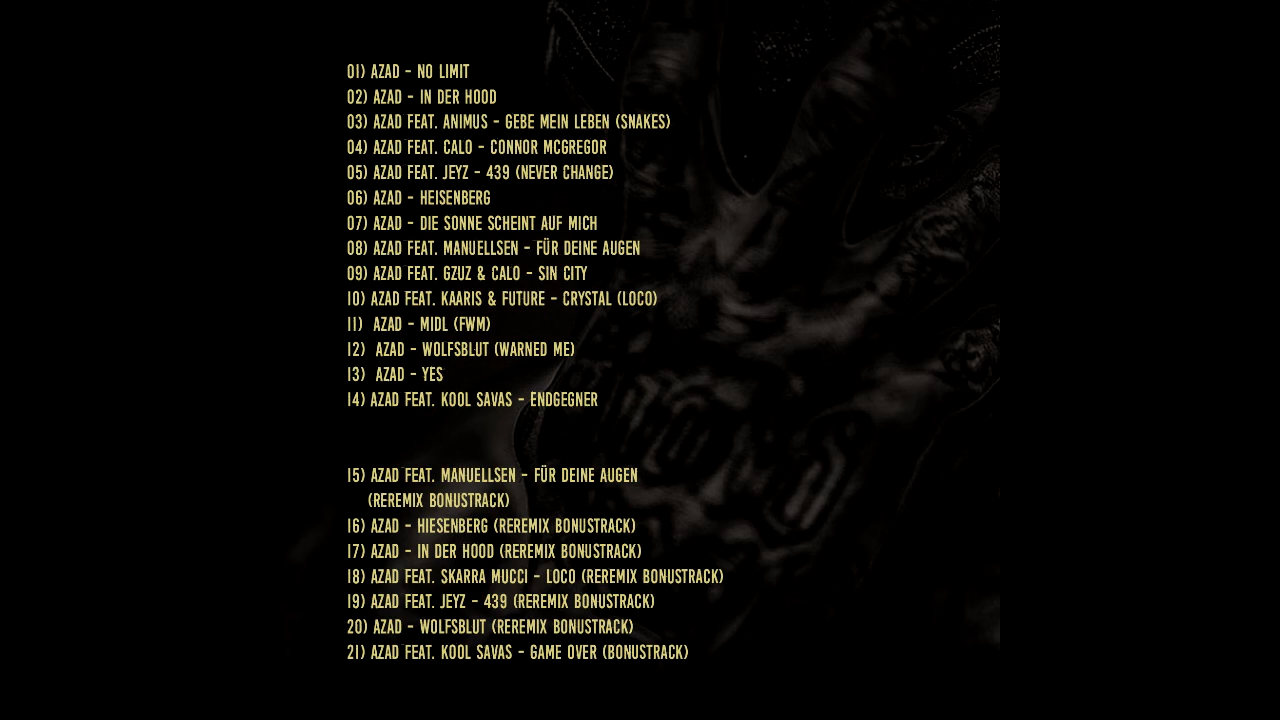 01) AZAD - NO LIMIT
02) AZAD - IN DER HOOD
03) AZAD FEAT. ANIMUS - GEBE MEIN LEBEN (SNAKES)
04) AZAD FEAT. CALO - CONNOR MCGREGOR
05) AZAD FEAT. JEYZ - 439 (NEVER CHANGE)
06) AZAD - HEISENBERG
07) AZAD - DIE SONNE SCHEINT AUF MICH
08) AZAD FEAT. MANUELLSEN - FÜR DEINE AUGEN
09) AZAD FEAT. GZUZ & CALO - SIN CITY
10) AZAD FEAT. KAARIS & FUTURE - CRYSTAL (LOCO)
11) AZAD - MIDL (FWM)
12) AZAD - WOLFSBLUT (WARNED ME)
13) AZAD - YES
14) AZAD FEAT. KOOL SAVAS - ENDGEGNER
15) AZAD FEAT. MANUELLSEN - FÜR DEINE AUGEN
(REREMIX BONUSTRACK)
16) AZAD - HIESENBERG (REREMIX BONUSTRACK)
17) AZAD - IN DER HOOD (REREMIX BONUSTRACK)
18) AZAD FEAT. SKARRA MUCCI - LOCO (REREMIX BONUSTRACK)
19) AZAD FEAT. JEYZ - 439 (REREMIX BONUSTRACK)
20) AZAD - WOLFSBLUT (REREMIX BONUSTRACK)
21) AZAD FEAT. KOOL SAVAS - GAME OVER (BONUSTRACK)